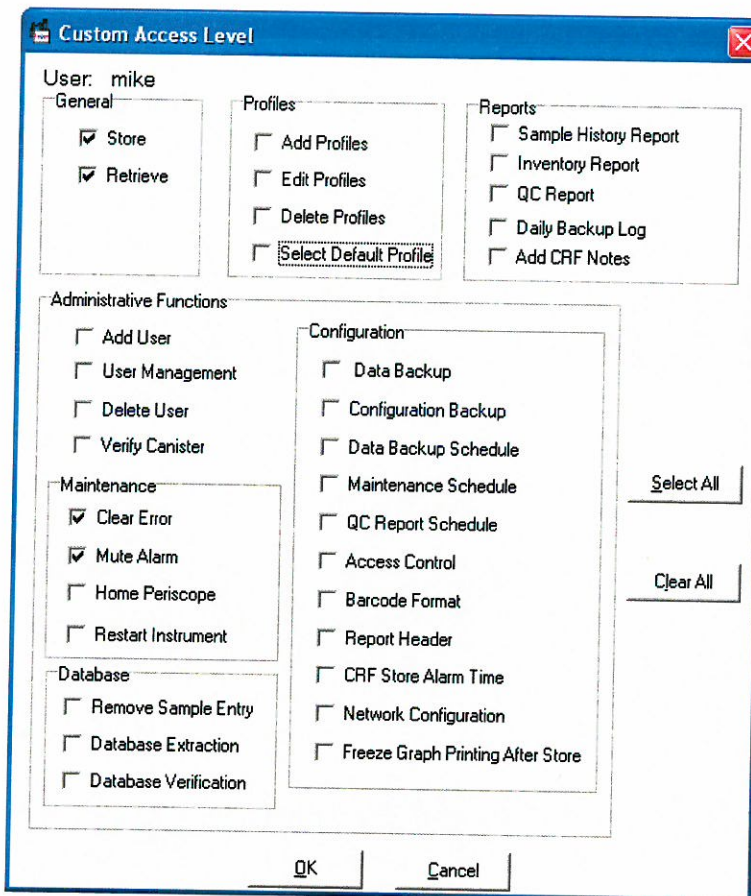 Custom Access Level
User: mike
General
Store
Retrieve
Profiles
Add Profiles
Edit Profiles
Delete Profiles
Select Default Profile
Reports
Sample History Report
Inventory Report
QC Report
Daily Backup Log
Add CRF Notes
Administrative Functions
Add User
User Management
Delete User
Verify Canister
Maintenance
Clear Error
Mute Alarm
Home Periscope
Restart Instrument
Database
Remove Sample Entry
Database Extraction
Database Verification
Configuration
Data Backup
Configuration Backup
Data Backup Schedule
Maintenance Schedule
QC Report Schedule
Access Control
Barcode Format
Report Header
CRF Store Alarm Time
Network Configuration
Freeze Graph Printing After Store
Select All
Clear All
OK
Cancel